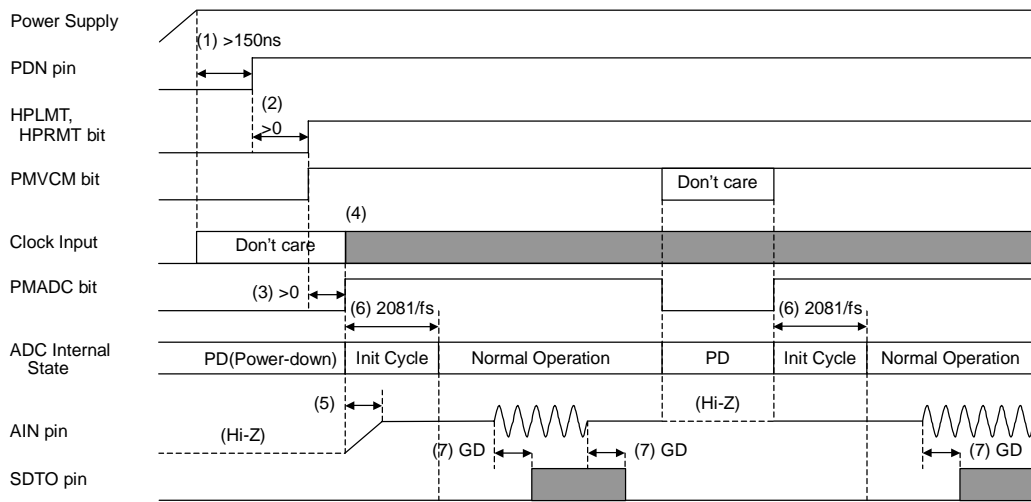 Power Supply
(1) >150ns
PDN pin
(2)
HPLMT,
>0
HPRMT bit
PMVCM bit
Don't care
(4)
Clock Input
Don't care
PMADC bit
(3) >0
(6) 2081/fs
(6) 2081/fs
ADC Internal
State
PD(Power-down)
Init Cycle
Normal Operation
PD
Init Cycle
Normal Operation
(5)
(Hi-Z)
AIN pin
(Hi-Z)
(7) GD
(7) GD
(7) GD
SDTO pin